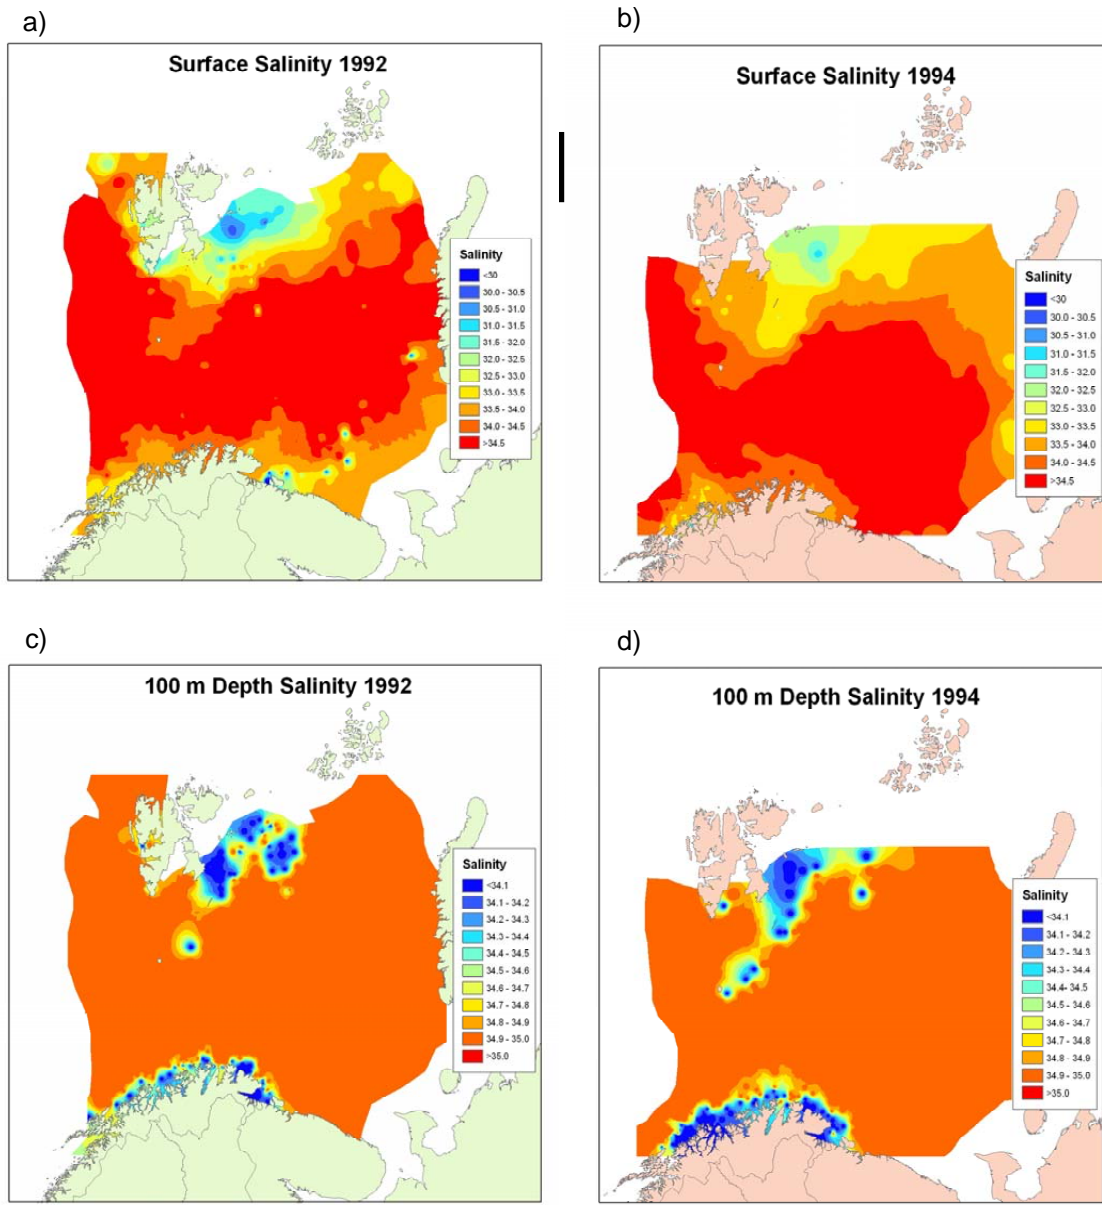 a)
Surface Salinity 1992
Salinity
<30
30.0 - 30.5
30.5 - 31.0
31.0 - 31.5
31.5 - 32.0
32.0 - 32.5
32.5 - 33.0
33.0 - 33.5
33.5 - 34.0
34.0 - 34.5
>34.5
b)
Surface Salinity 1994
Salinity
<30
30.0 - 30.5
30.5 - 31.0
31.0 - 31.5
31.5 - 32.0
32.0 - 32.5
32.5 - 33.0
33.0 - 33.5
33.5 - 34.0
34.0 - 34.5
>34.5
c)
100 m Depth Salinity 1992
Salinity
<34.1
34.1 - 34.2
34.2 - 34.3
34.3 - 34.4
34.4 - 34.5
34.5 - 34.6
34.6 - 34.7
34.7 - 34.8
34.8 - 34.9
34.9 - 35.0
>35.0
d)
100 m Depth Salinity 1994
Salinity
<34.1
34.1 - 34.2
34.2 - 34.3
34.3 - 34.4
34.4- 34.5
34.5 - 34.6
34.6 - 34.7
34.7 - 34.8
34.8 - 34.9
34.9 - 35.0
>35.0